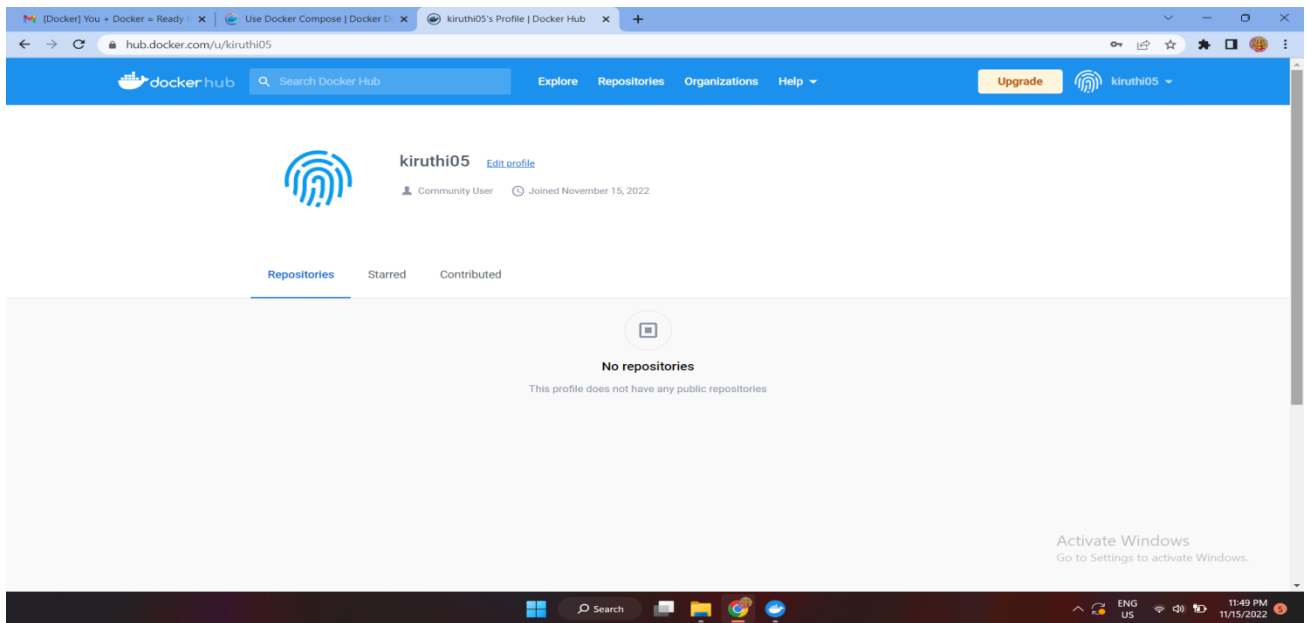 [Docker] You + Docker = Ready
Use Docker Compose | Docker D
kiruthi05's Profile | Docker Hub
hub.docker.com/u/kiruthi05
dockerhub
Search Docker Hub
Explore Repositories Organizations Help
Upgrade
kiruthi05
kiruthi05 Edit profile
Community User Joined November 15, 2022
Repositories Starred Contributed
No repositories
This profile does not have any public repositories
Activate Windows
Go to Settings to activate Windows.
Search
ENG
US
11:49 PM
11/15/2022
5